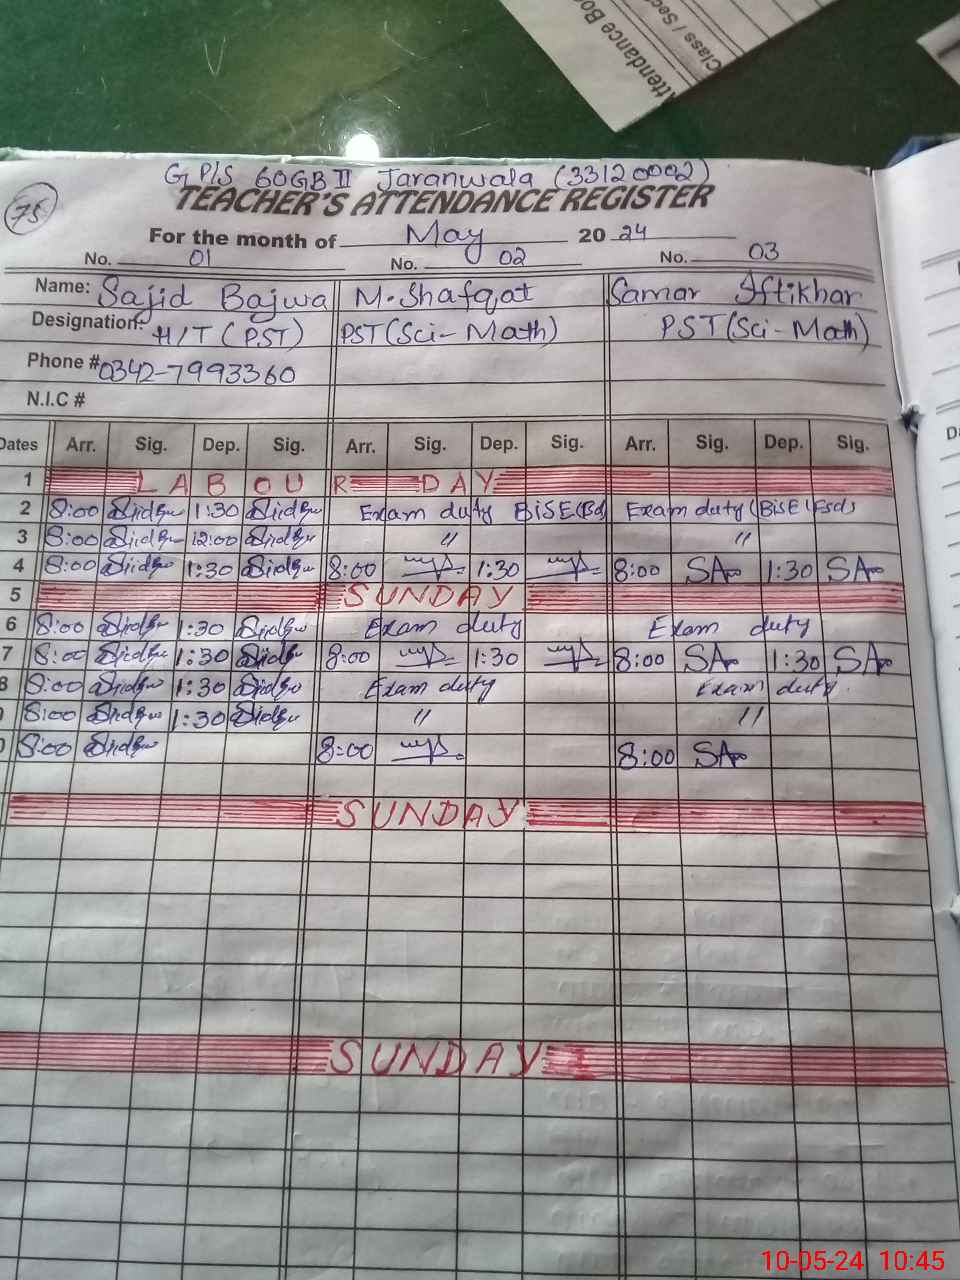 Attendance Bo
Class / Sec
G P/S 60GB II Jaranwala (33120002)
75
TEACHER'S ATTENDANCE REGISTER
For the month of May 20 24
No. 01 No. 02 No. 03
Name: Sajid Bajwa M. Shafqat Samar Iftikhar
Designation: H/T (PST) PST (Sci-Math) PST (Sci-Math)
Phone # 0342-7993360
N.I.C #
Dates Arr. Sig. Dep. Sig. Arr. Sig. Dep. Sig. Arr. Sig. Dep. Sig.
1 LABOUR DAY
2 8:00 1:30 Exam duty BiSE (Fsd) Exam duty (BiSE (Fsd)
3 8:00 12:00 " "
4 8:00 1:30 8:00 1:30 8:00 SA 1:30 SA
5 SUNDAY
6 8:00 1:30 Exam duty Exam duty
7 8:00 1:30 8:00 1:30 8:00 SA 1:30 SA
8 8:00 1:30 Exam duty Exam duty
8:00 1:30 " "
8:00 8:00 8:00 SA
SUNDAY
SUNDAY
10-05-24 10:45